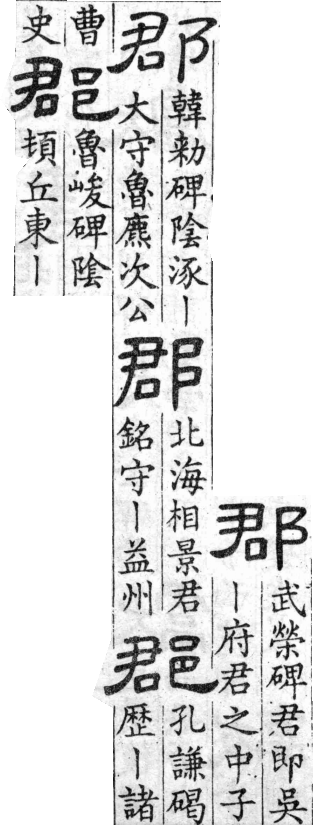 郡
武榮碑君即吳
丨府君之中子
郡
韓勑碑陰涿丨
大守魯麃次公
郡
北海相景君
銘守丨益州
郡
孔謙碣
歷丨諸
曹
史
郡
魯峻碑陰
頓丘東丨